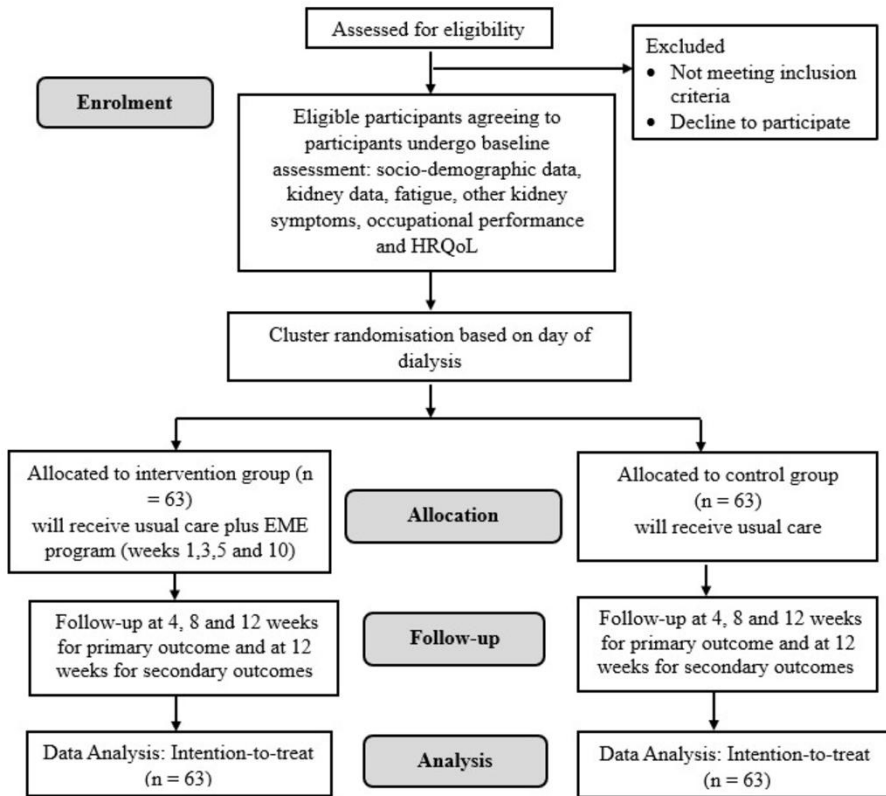 Assessed for eligibility
Excluded
• Not meeting inclusion
criteria
• Decline to participate
Enrolment
Eligible participants agreeing to
participants undergo baseline
assessment: socio-demographic data,
kidney data, fatigue, other kidney
symptoms, occupational performance
and HRQoL
Cluster randomisation based on day of
dialysis
Allocated to intervention group (n
= 63)
will receive usual care plus EME
program (weeks 1,3,5 and 10)
Allocation
Allocated to control group
(n = 63)
will receive usual care
Follow-up at 4, 8 and 12 weeks
for primary outcome and at 12
weeks for secondary outcomes
Follow-up
Follow-up at 4, 8 and 12 weeks
for primary outcome and at 12
weeks for secondary outcomes
Data Analysis: Intention-to-treat
(n = 63)
Analysis
Data Analysis: Intention-to-treat
(n = 63)